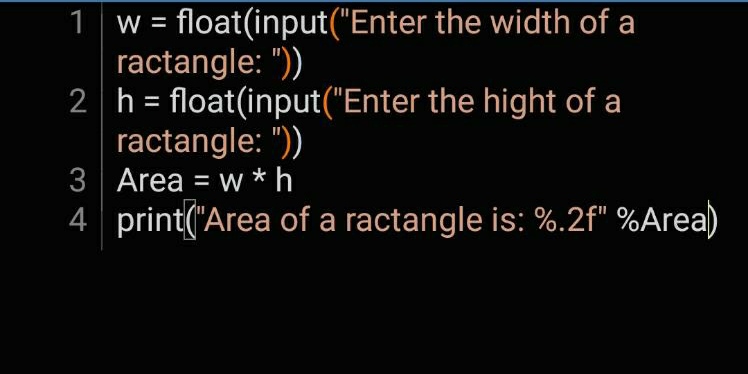 1 w = float(input("Enter the width of a
ractangle: "))
2 h = float(input("Enter the hight of a
ractangle: "))
3 Area = w * h
4 print("Area of a ractangle is: %.2f" %Area)